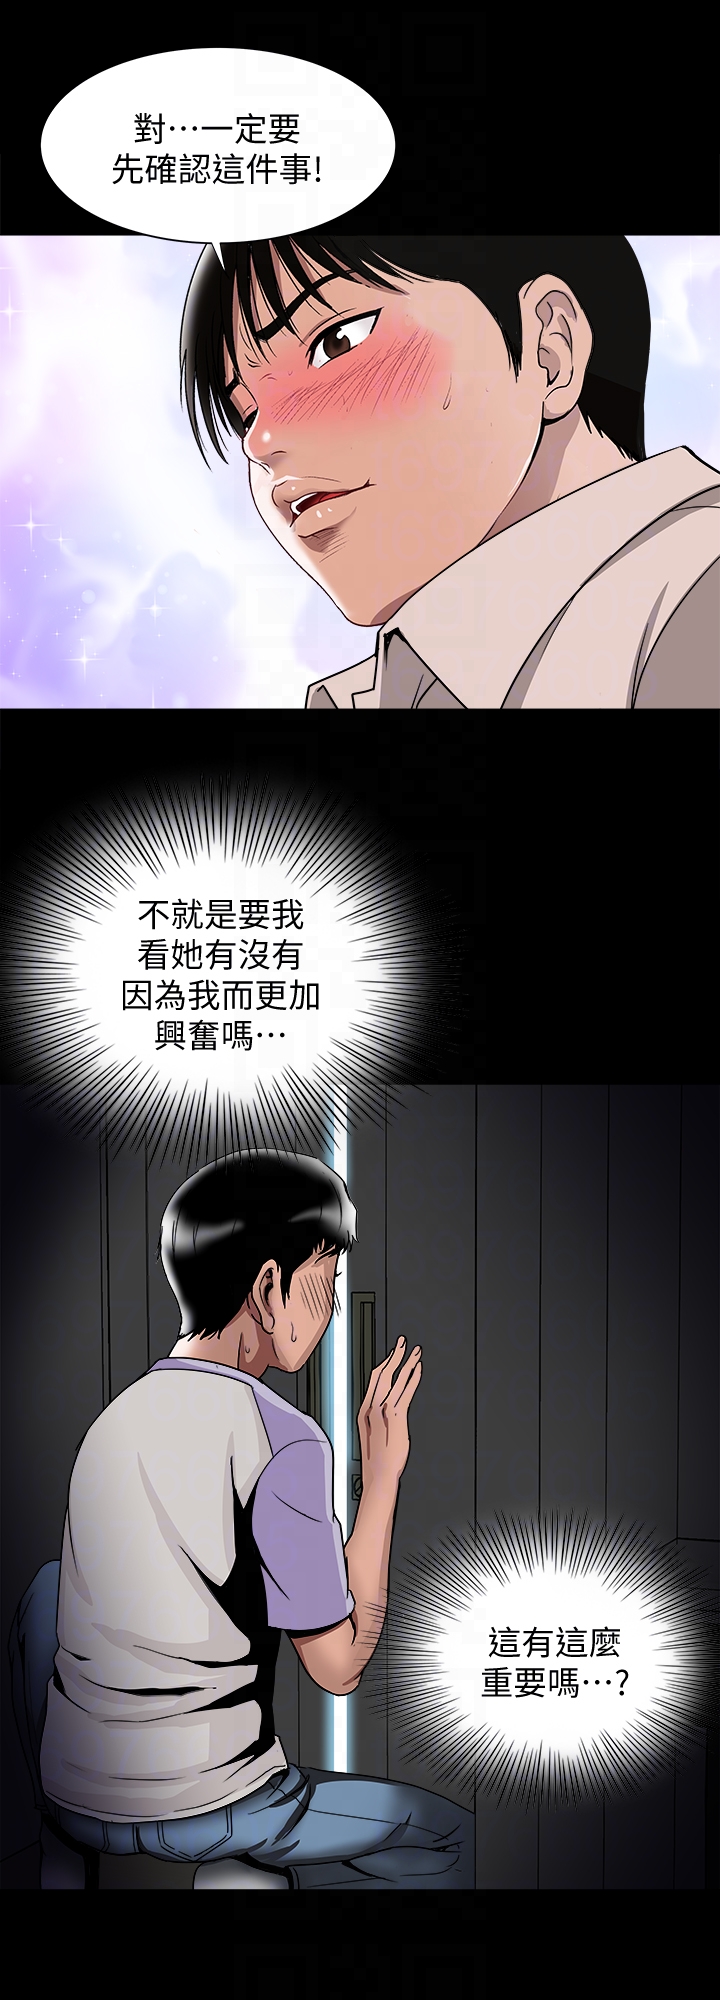 對…一定要
先確認這件事!
不就是要我
看她有沒有
因為我而更加
興奮嗎…
這有這麼
重要嗎…?